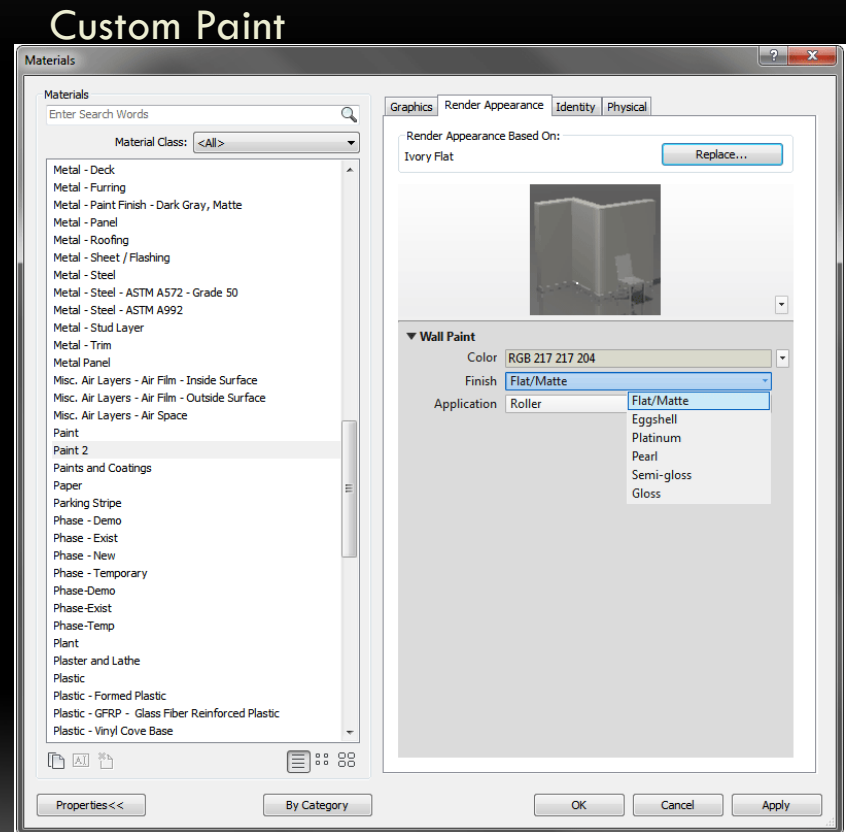 Custom Paint
Materials
Materials
Enter Search Words
Material Class: <All>
Metal - Deck
Metal - Furring
Metal - Paint Finish - Dark Gray, Matte
Metal - Panel
Metal - Roofing
Metal - Sheet / Flashing
Metal - Steel
Metal - Steel - ASTM A572 - Grade 50
Metal - Steel - ASTM A992
Metal - Stud Layer
Metal - Trim
Metal Panel
Misc. Air Layers - Air Film - Inside Surface
Misc. Air Layers - Air Film - Outside Surface
Misc. Air Layers - Air Space
Paint
Paint 2
Paints and Coatings
Paper
Parking Stripe
Phase - Demo
Phase - Exist
Phase - New
Phase - Temporary
Phase-Demo
Phase-Exist
Phase-Temp
Plant
Plaster and Lathe
Plastic
Plastic - Formed Plastic
Plastic - GFRP - Glass Fiber Reinforced Plastic
Plastic - Vinyl Cove Base
Graphics Render Appearance Identity Physical
Render Appearance Based On:
Ivory Flat Replace...
Wall Paint
Color RGB 217 217 204
Finish Flat/Matte
Application Roller
Flat/Matte
Eggshell
Platinum
Pearl
Semi-gloss
Gloss
Properties<< By Category OK Cancel Apply